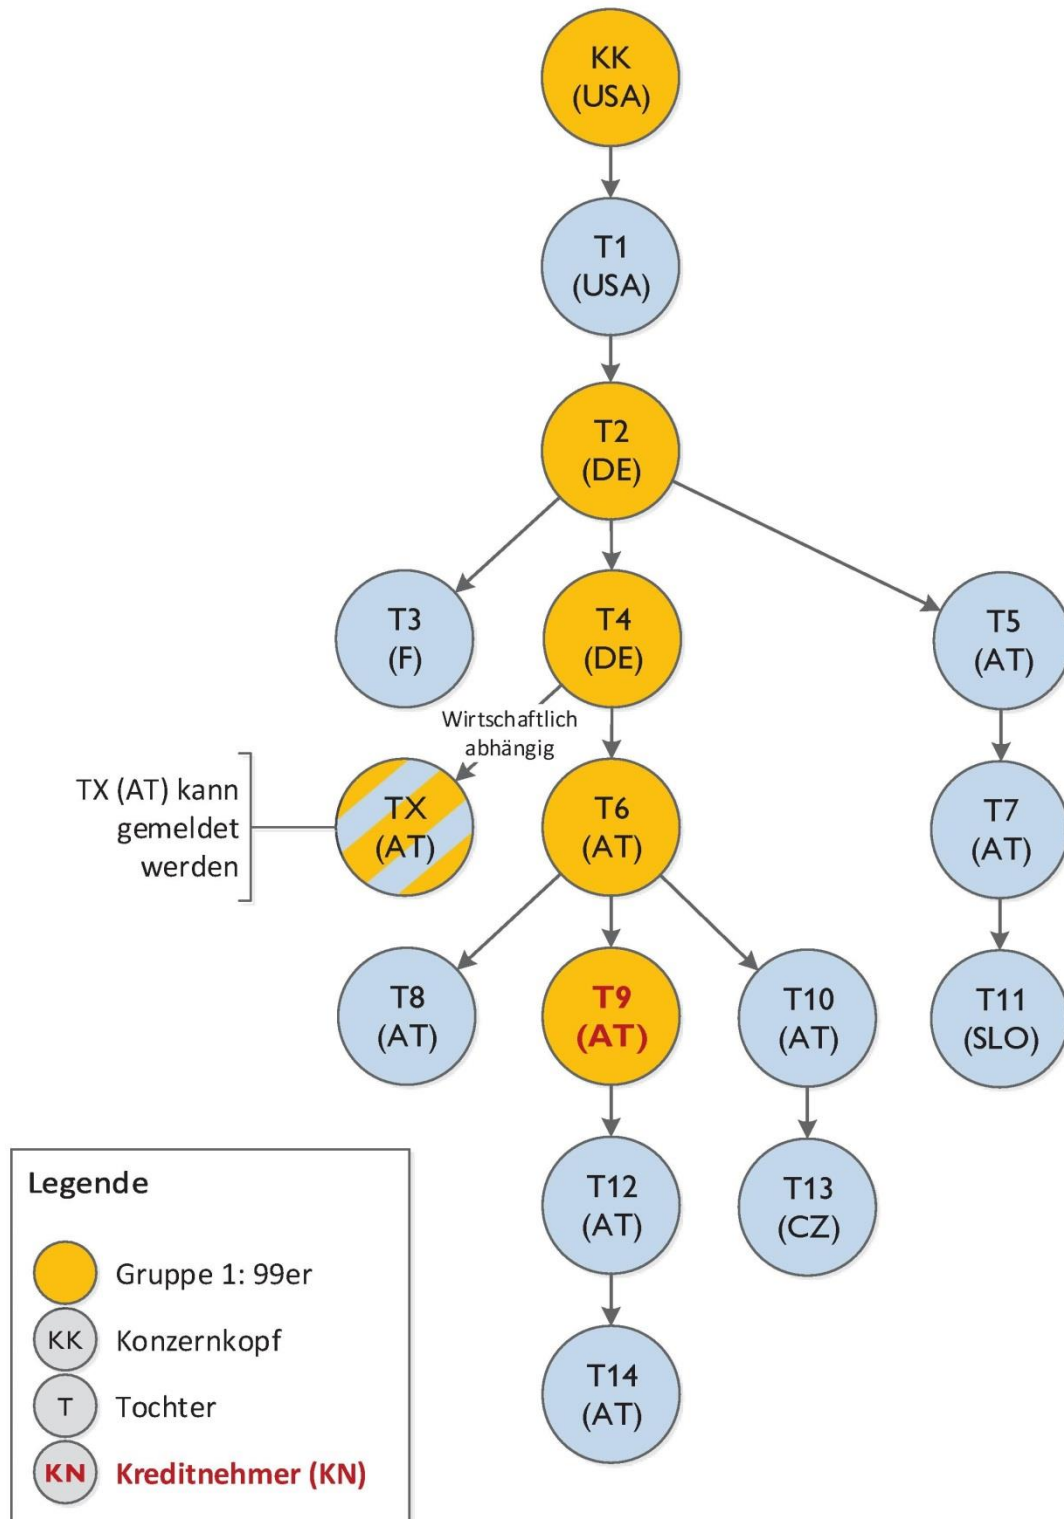 KK
(USA)
T1
(USA)
T2
(DE)
T3
(F)
T4
(DE)
T5
(AT)
Wirtschaftlich
abhängig
TX (AT) kann
gemeldet
werden
TX
(AT)
T6
(AT)
T7
(AT)
T8
(AT)
T9
(AT)
T10
(AT)
T11
(SLO)
T12
(AT)
T13
(CZ)
T14
(AT)
Legende
Gruppe 1: 99er
KK Konzernkopf
T Tochter
KN Kreditnehmer (KN)